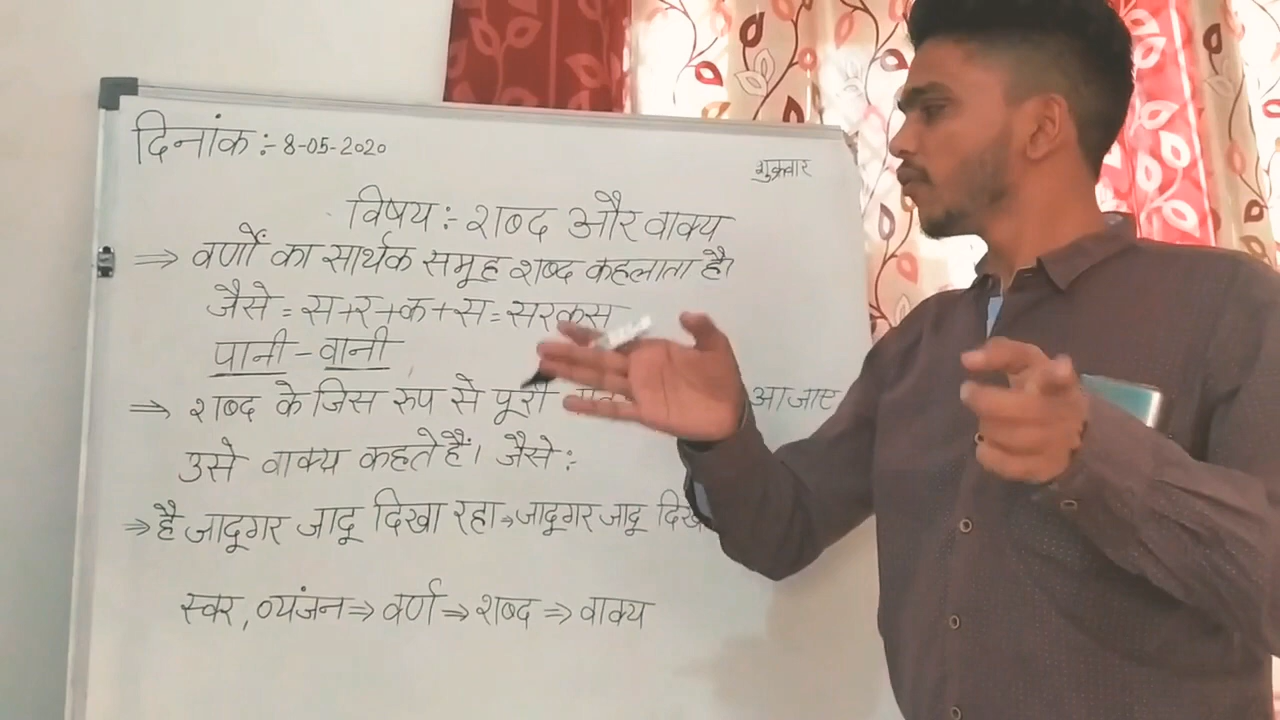 दिनांक :- 8-05-2020
शुक्रवार
विषय :- शब्द और वाक्य
⇒ वर्णों का सार्थक समूह शब्द कहलाता है।
जैसे = स+र+क+स=सरकस
पानी - वानी
⇒ शब्द के जिस रुप से पूरी आ जाए
उसे वाक्य कहते हैं। जैसे :-
⇒ है जादूगर जादू दिखा रहा → जादूगर जादू
स्वर, व्यंजन ⇒ वर्ण ⇒ शब्द ⇒ वाक्य